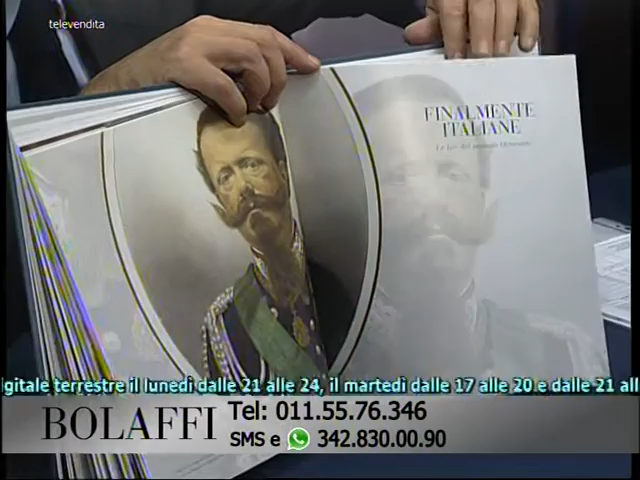 televendita
FINALMENTE
ITALIANE
igitale terrestre il lunedì dalle 21 alle 24, il martedì dalle 17 alle 20 e dalle 21 all
BOLAFFI
Tel: 011.55.76.346
SMS e 342.830.00.90